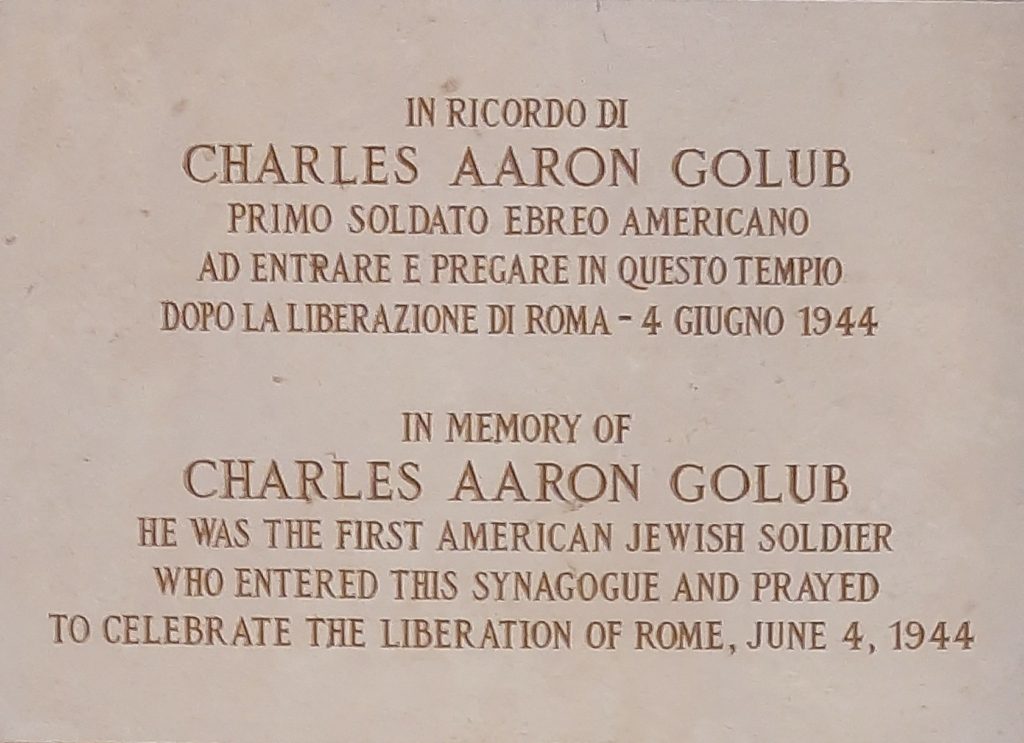 IN RICORDO DI
CHARLES AARON GOLUB
PRIMO SOLDATO EBREO AMERICANO
AD ENTRARE E PREGARE IN QUESTO TEMPIO
DOPO LA LIBERAZIONE DI ROMA - 4 GIUGNO 1944
IN MEMORY OF
CHARLES AARON GOLUB
HE WAS THE FIRST AMERICAN JEWISH SOLDIER
WHO ENTERED THIS SYNAGOGUE AND PRAYED
TO CELEBRATE THE LIBERATION OF ROME, JUNE 4, 1944